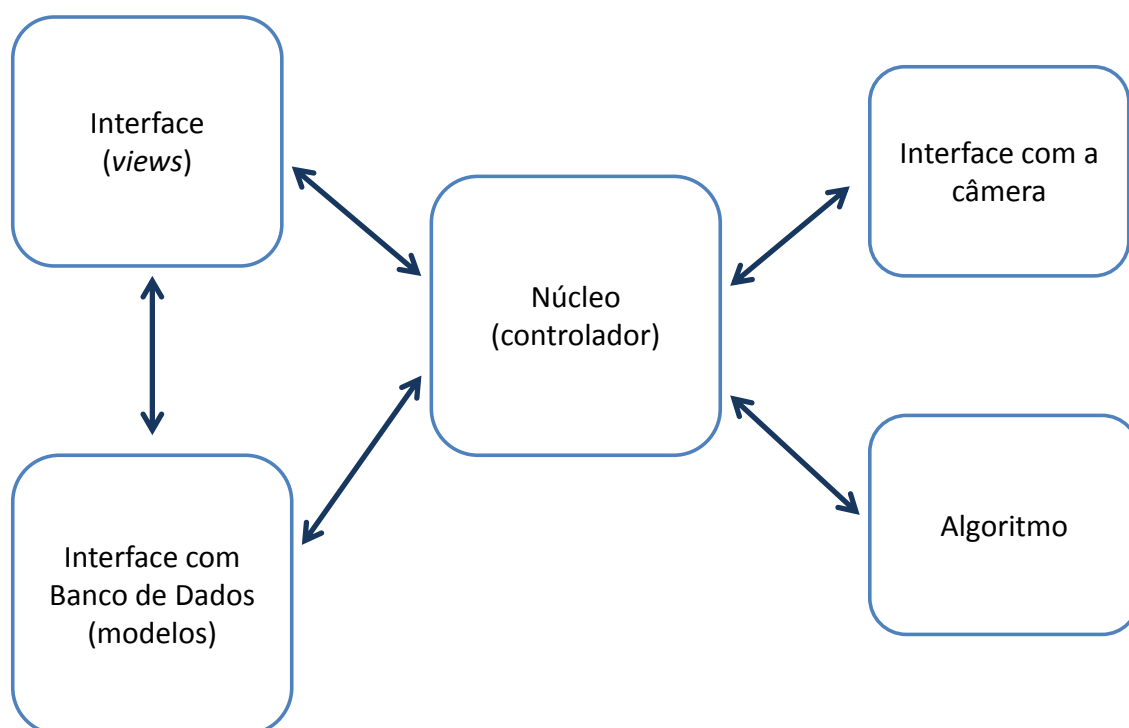 Interface
(views)
Interface com a
câmera
Núcleo
(controlador)
Interface com
Banco de Dados
(modelos)
Algoritmo